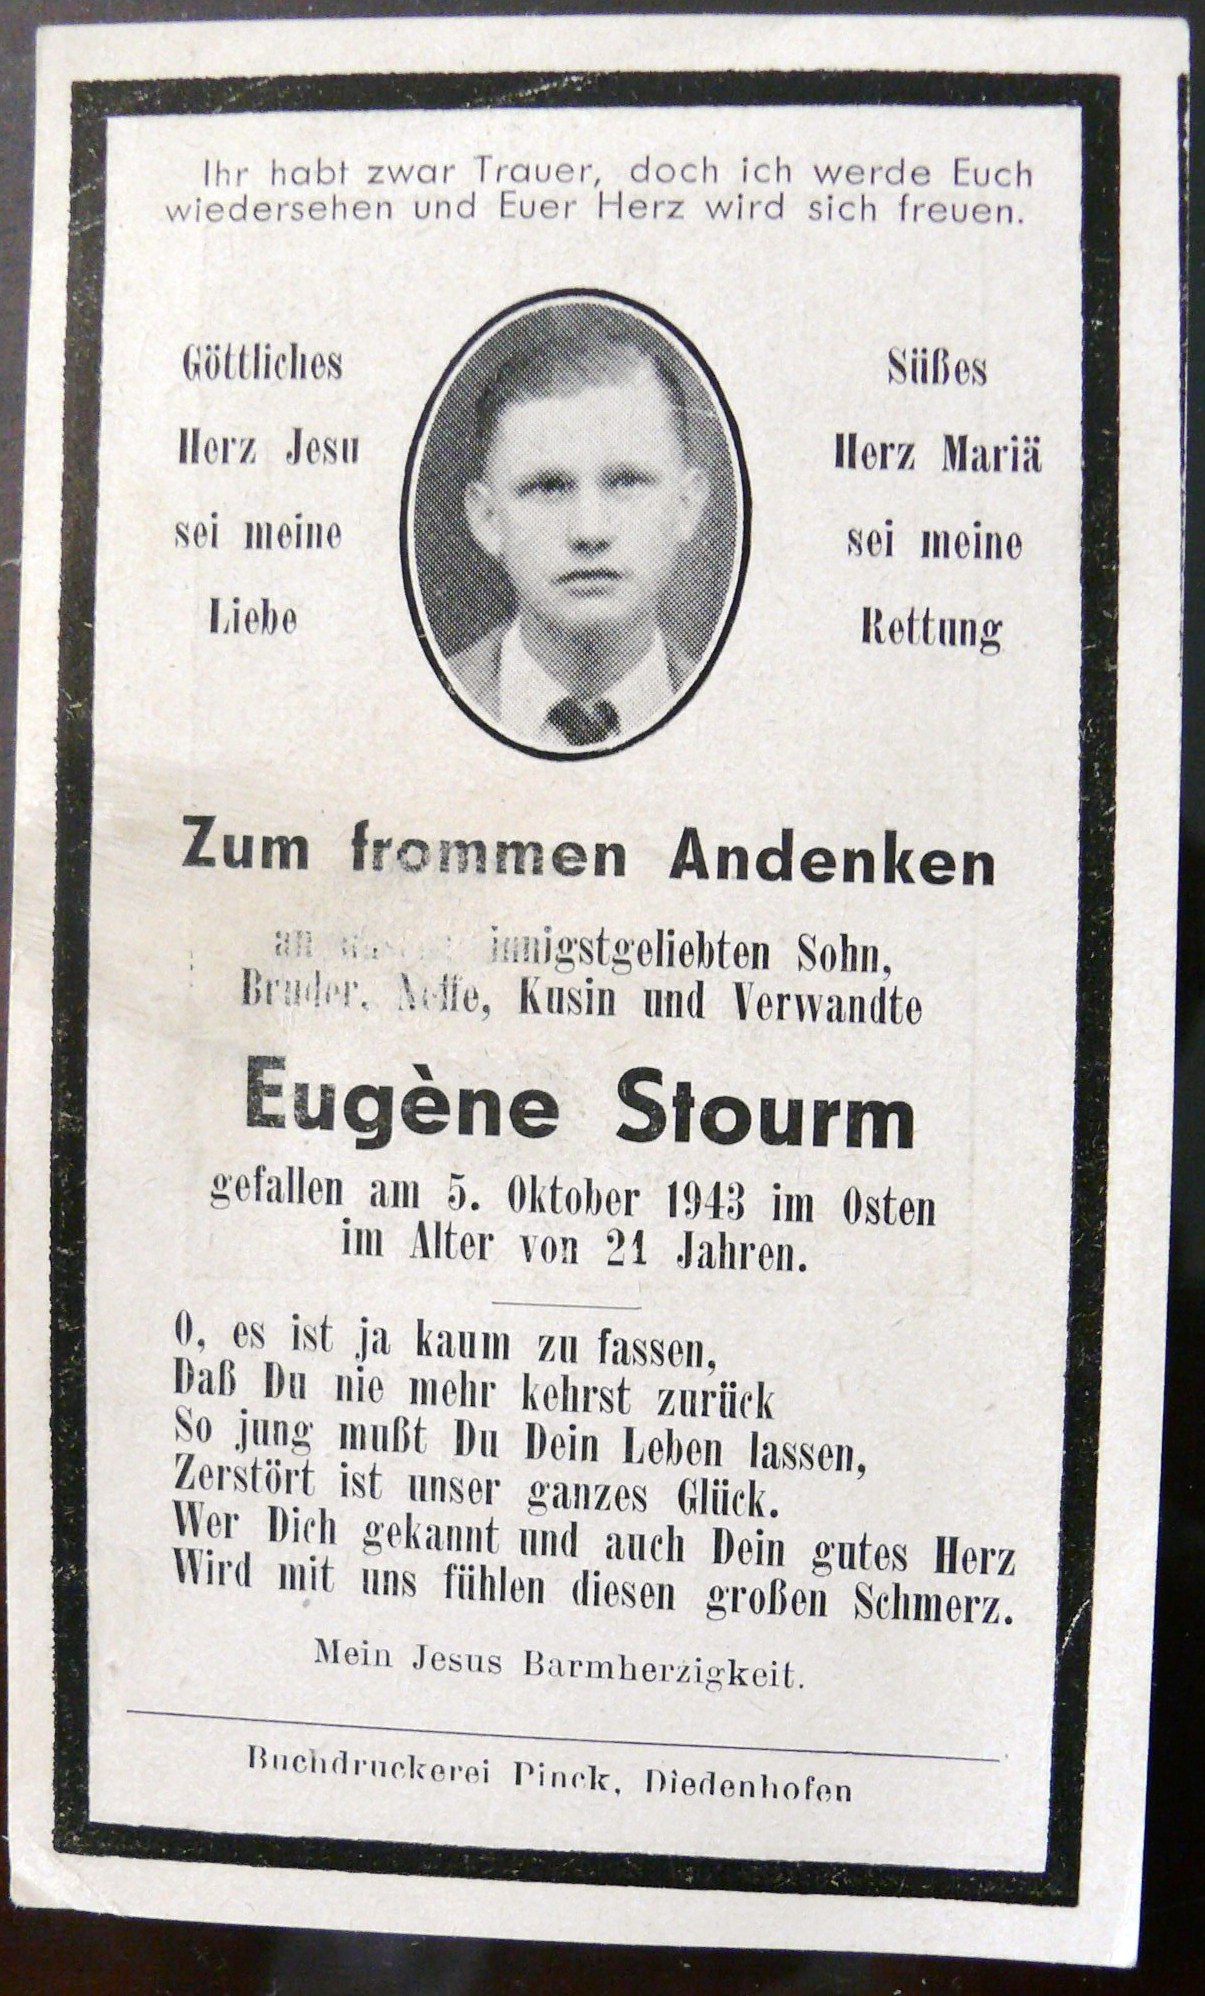 Ihr habt zwar Trauer, doch ich werde Euch
wiedersehen und Euer Herz wird sich freuen.
Göttliches
Herz Jesu
sei meine
Liebe
Süßes
Herz Mariä
sei meine
Rettung
Zum frommen Andenken
an innigstgeliebten Sohn,
Bruder, Neffe, Kusin und Verwandte
Eugène Stourm
gefallen am 5. Oktober 1943 im Osten
im Alter von 21 Jahren.
O, es ist ja kaum zu fassen,
Daß Du nie mehr kehrst zurück
So jung mußt Du Dein Leben lassen,
Zerstört ist unser ganzes Glück.
Wer Dich gekannt und auch Dein gutes Herz
Wird mit uns fühlen diesen großen Schmerz.
Mein Jesus Barmherzigkeit.
Buchdruckerei Pinck, Diedenhofen